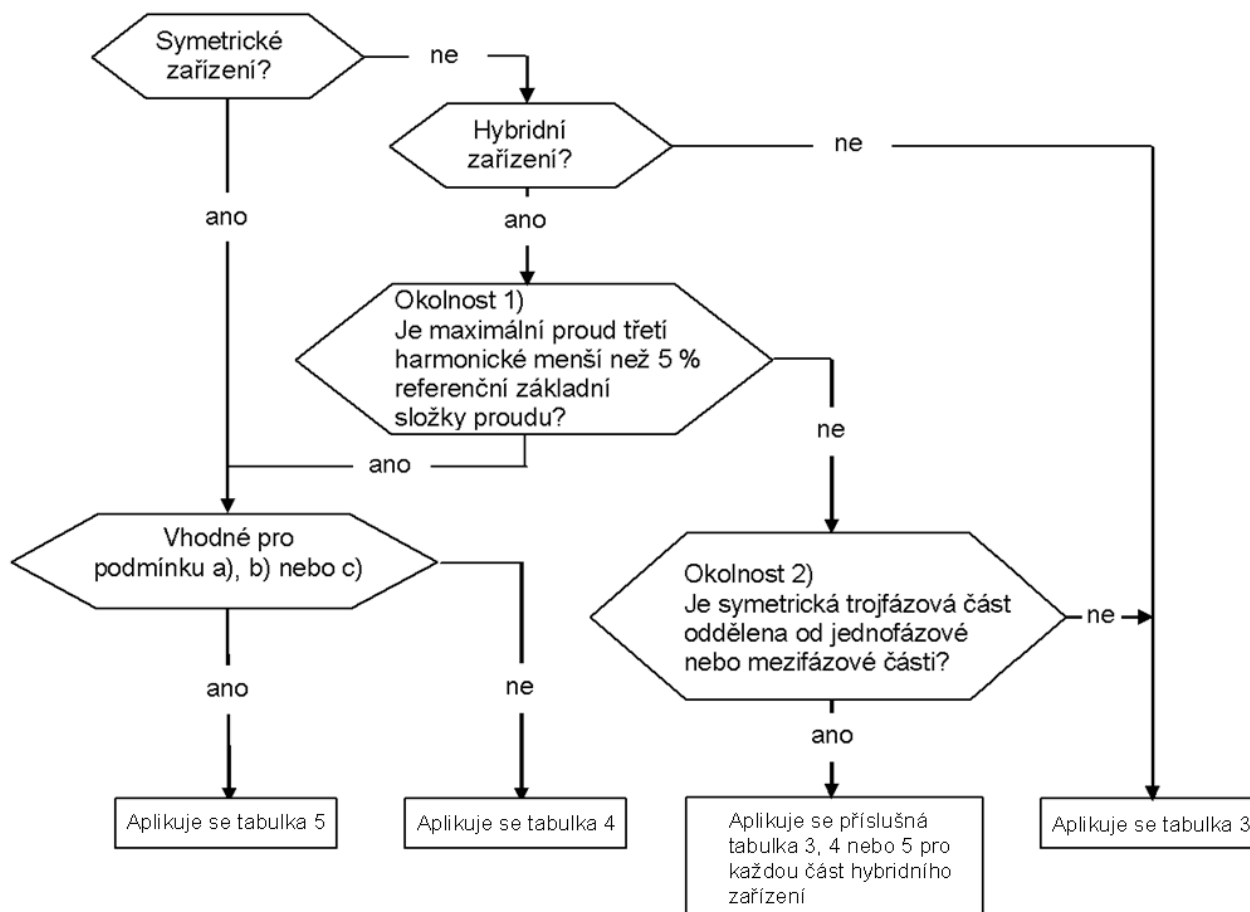 Symetrické
zařízení?
ne
Hybridní
zařízení?
ne
ano
ano
Okolnost 1)
Je maximální proud třetí
harmonické menší než 5 %
referenční základní
složky proudu?
ne
ano
Vhodné pro
podmínku a), b) nebo c)
Okolnost 2)
Je symetrická trojfázová část
oddělena od jednofázové
nebo mezifázové části?
ne
ano
ne
ano
Aplikuje se tabulka 5
Aplikuje se tabulka 4
Aplikuje se příslušná
tabulka 3, 4 nebo 5 pro
každou část hybridního
zařízení
Aplikuje se tabulka 3